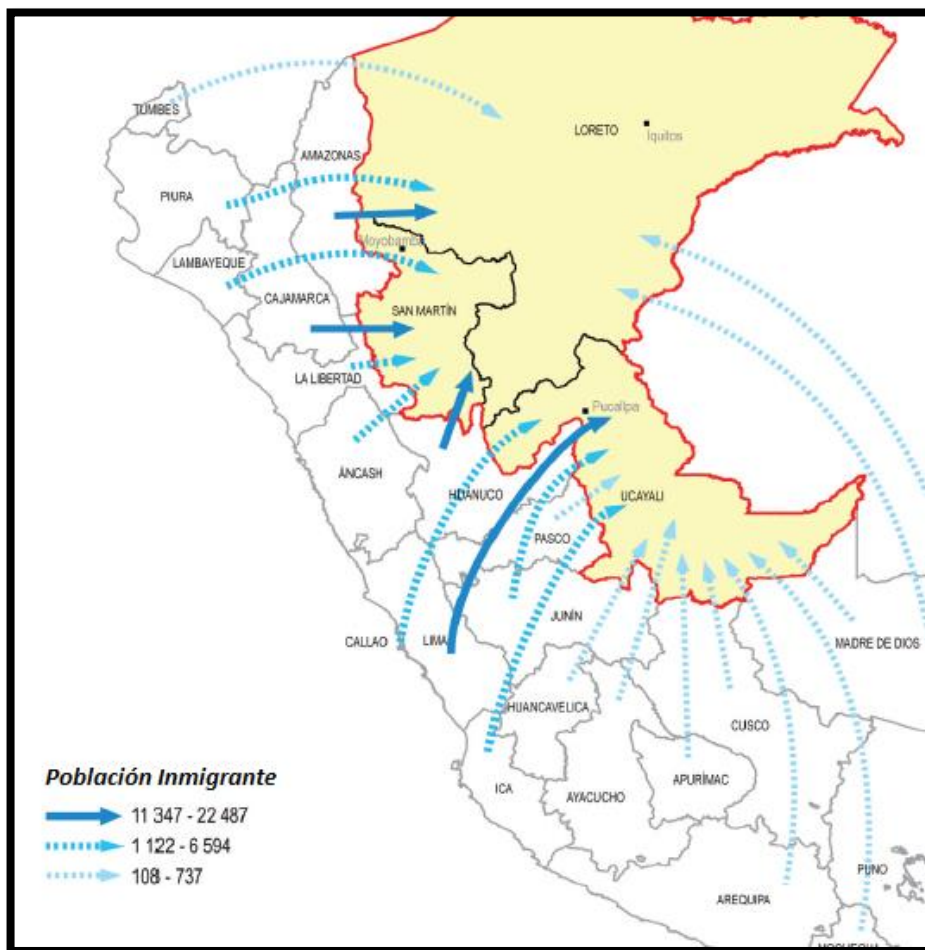 TUMBES
LORETO
Iquitos
AMAZONAS
PIURA
Moyobamba
LAMBAYEQUE
CAJAMARCA
SAN MARTÍN
LA LIBERTAD
Pucallpa
ÁNCASH
HUANUCO
UCAYALI
PASCO
JUNÍN
CALLAO
LIMA
MADRE DE DIOS
HUANCAVELICA
CUSCO
Población Inmigrante
ICA
AYACUCHO
APURÍMAC
11 347 - 22 487
1 122 - 6 594
108 - 737
PUNO
AREQUIPA
MOQUEGUA